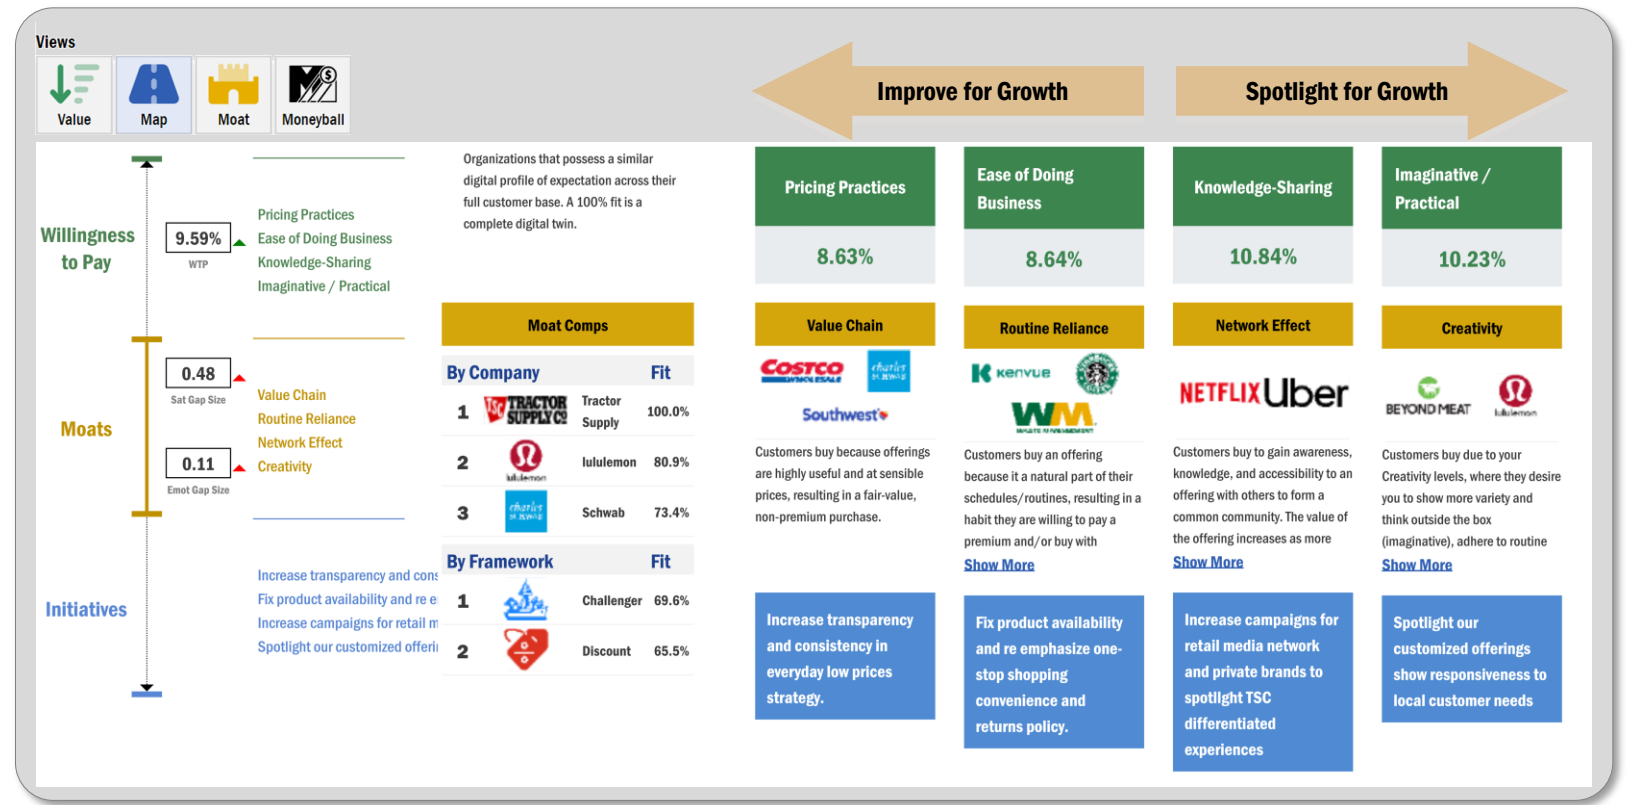 Views
Value
Map
Moat
Moneyball
Improve for Growth
Spotlight for Growth
Willingness
to Pay
9.59%
WTP
Pricing Practices
Ease of Doing Business
Knowledge-Sharing
Imaginative / Practical
Moats
0.48
Sat Gap Size
0.11
Emot Gap Size
Value Chain
Routine Reliance
Network Effect
Creativity
Initiatives
Increase transparency and cons
Fix product availability and re e
Increase campaigns for retail m
Spotlight our customized offeri
Organizations that possess a similar
digital profile of expectation across their
full customer base. A 100% fit is a
complete digital twin.
Moat Comps
By Company Fit
1 TSC TRACTOR SUPPLY CO Tractor Supply 100.0%
2 lululemon lululemon 80.9%
3 charles SCHWAB Schwab 73.4%
By Framework Fit
1 Challenger 69.6%
2 Discount 65.5%
Pricing Practices
8.63%
Value Chain
COSTCO
WHOLESALE
charles
SCHWAB
Southwest
Customers buy because offerings
are highly useful and at sensible
prices, resulting in a fair-value,
non-premium purchase.
Increase transparency
and consistency in
everyday low prices
strategy.
Ease of Doing
Business
8.64%
Routine Reliance
kenvue
STARBUCKS
WM
WASTE MANAGEMENT
Customers buy an offering
because it a natural part of their
schedules/routines, resulting in a
habit they are willing to pay a
premium and/or buy with
Show More
Fix product availability
and re emphasize one-
stop shopping
convenience and
returns policy.
Knowledge-Sharing
10.84%
Network Effect
NETFLIX Uber
Customers buy to gain awareness,
knowledge, and accessibility to an
offering with others to form a
common community. The value of
the offering increases as more
Show More
Increase campaigns for
retail media network
and private brands to
spotlIght TSC
differentiated
experiences
Imaginative /
Practical
10.23%
Creativity
BEYOND MEAT
lululemon
Customers buy due to your
Creativity levels, where they desire
you to show more variety and
think outside the box
(imaginative), adhere to routine
Show More
Spotlight our
customized offerings
show responsiveness to
local customer needs